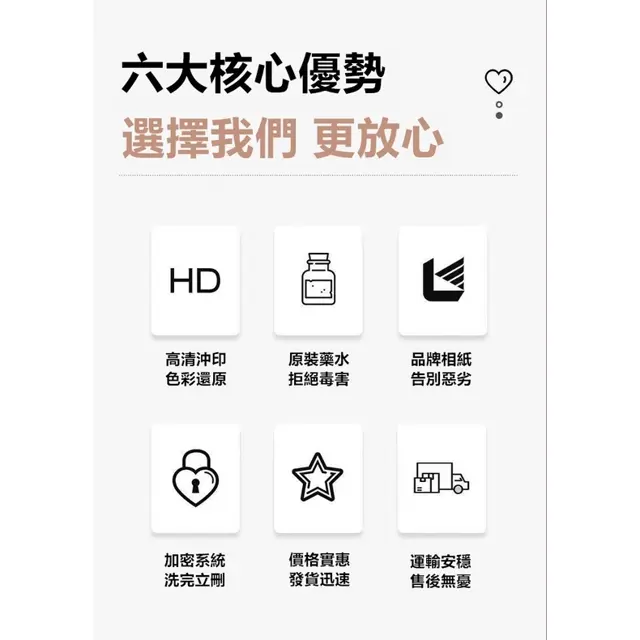 六大核心優勢
選擇我們 更放心
HD
高清沖印
色彩還原
原裝藥水
拒絕毒害
品牌相紙
告別惡劣
加密系統
洗完立刪
價格實惠
發貨迅速
運輸安穩
售後無憂